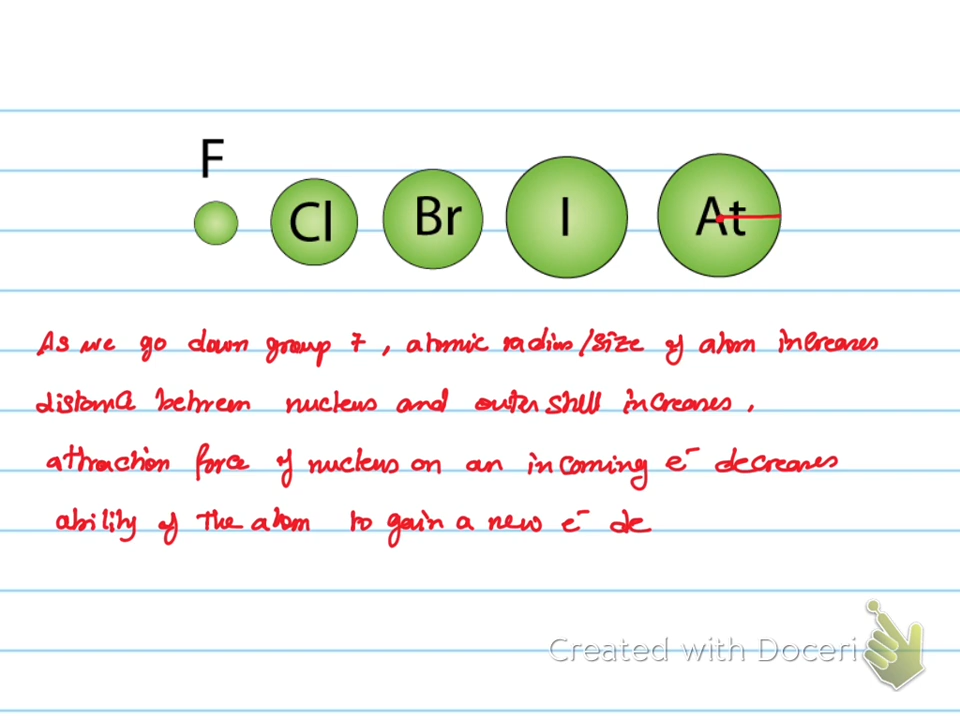 F
Cl Br I At
As we go down group 7, atomic radius/size of atom increases
distance between nucleus and outer shell increases.
attraction force of nucleus on an incoming e⁻ decreases
ability of the atom to gain a new e⁻ de
Created with Doceri